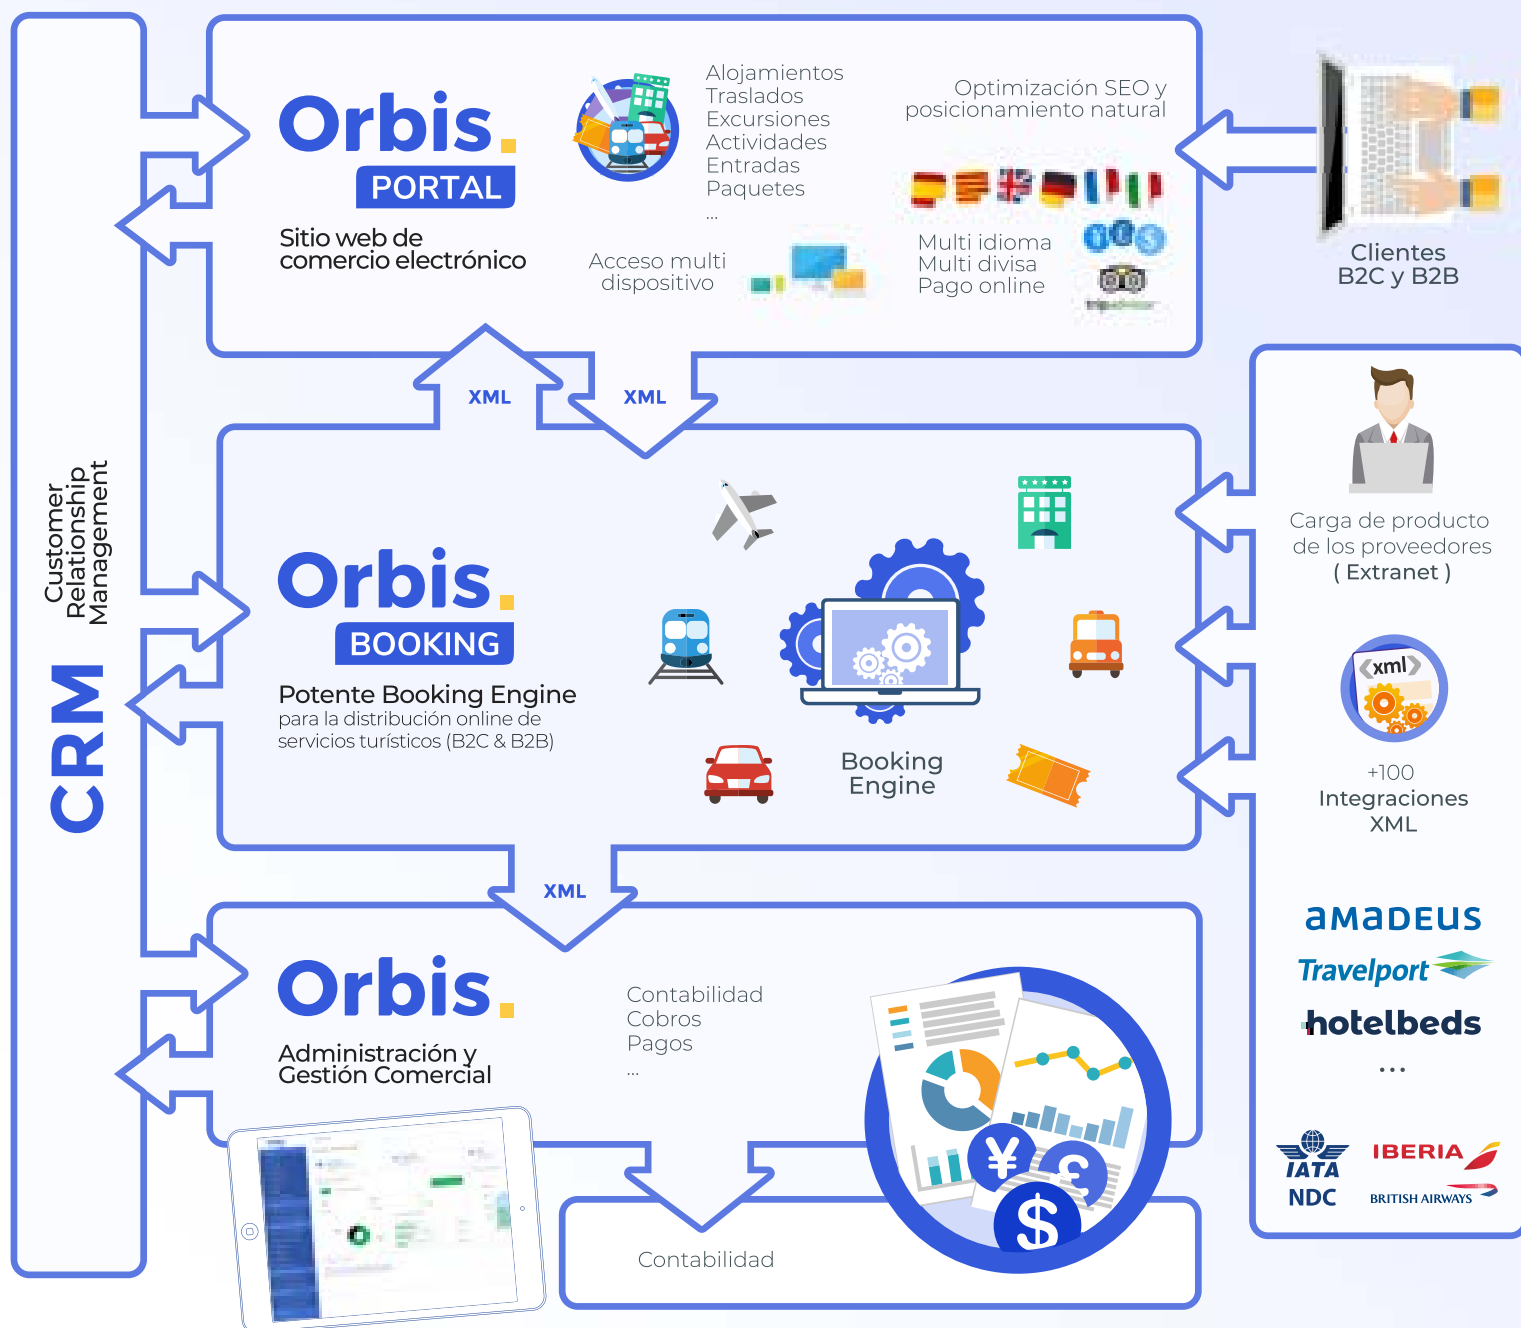 Customer
Relationship
Management
CRM
Orbis.
PORTAL
Sitio web de
comercio electrónico
Alojamientos
Traslados
Excursiones
Actividades
Entradas
Paquetes
...
Acceso multi
dispositivo
Optimización SEO y
posicionamiento natural
Multi idioma
Multi divisa
Pago online
Clientes
B2C y B2B
XML
XML
Orbis.
BOOKING
Potente Booking Engine
para la distribución online de
servicios turísticos (B2C & B2B)
Booking
Engine
Carga de producto
de los proveedores
( Extranet )
<xml>
+100
Integraciones
XML
amadeus
Travelport
hotelbeds
...
IATA
NDC
IBERIA
BRITISH AIRWAYS
XML
Orbis.
Administración y
Gestión Comercial
Contabilidad
Cobros
Pagos
...
¥
£
$
Contabilidad